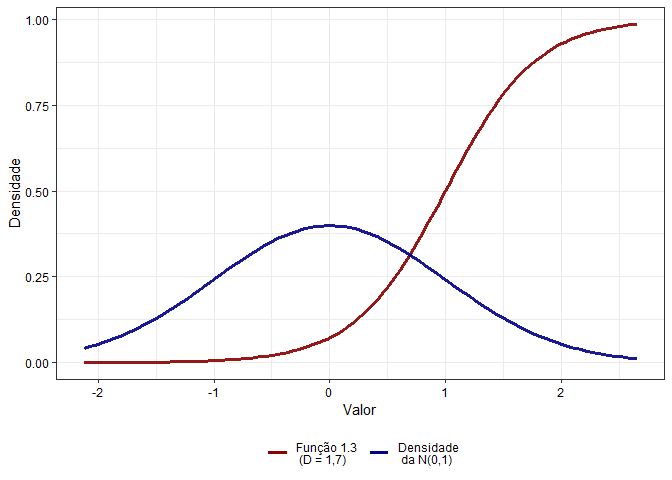 1.00
0.75
0.50
0.25
0.00
Densidade
-2 -1 0 1 2
Valor
Função 1.3 Densidade
(D = 1,7) da N(0,1)